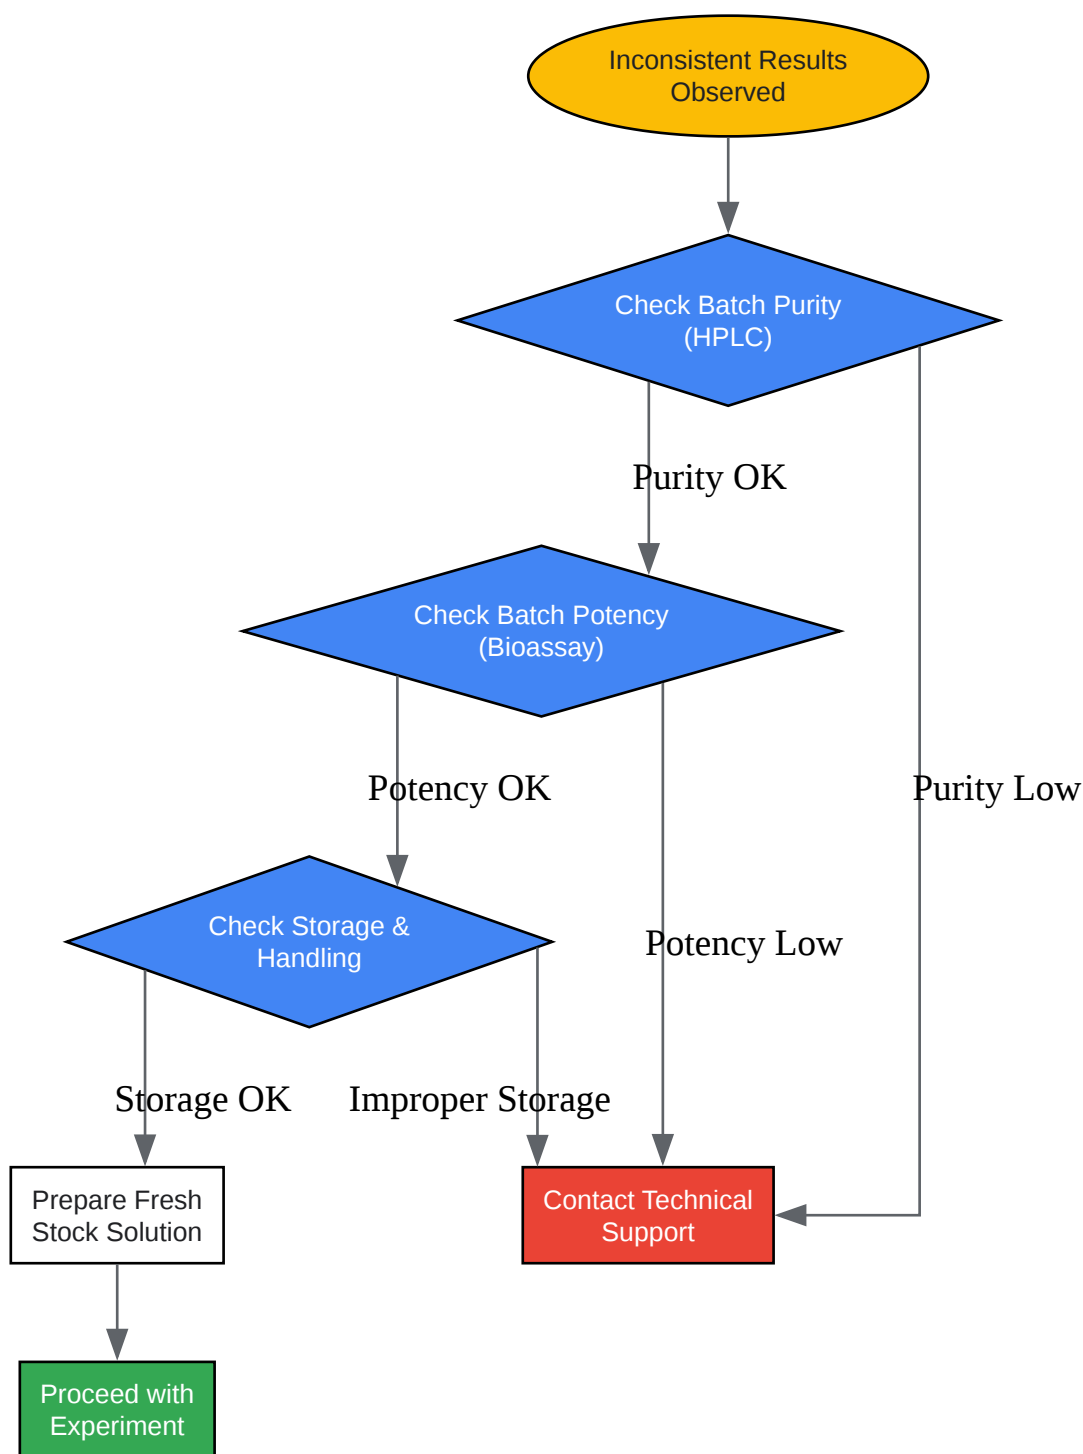 Inconsistent Results
Observed
Check Batch Purity
(HPLC)
Purity OK
Check Batch Potency
(Bioassay)
Potency OK
Purity Low
Check Storage &
Handling
Potency Low
Storage OK
Improper Storage
Prepare Fresh
Stock Solution
Contact Technical
Support
Proceed with
Experiment